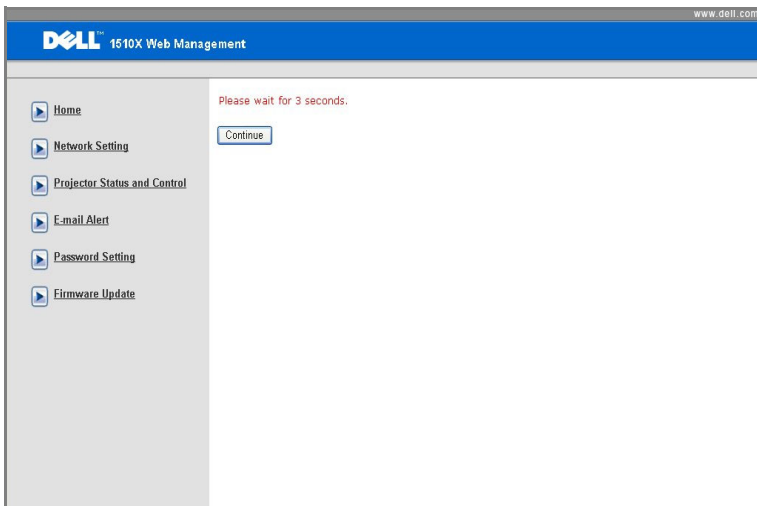 www.dell.com
DELL™ 1510X Web Management
Home
Network Setting
Projector Status and Control
E-mail Alert
Password Setting
Firmware Update
Please wait for 3 seconds.
Continue